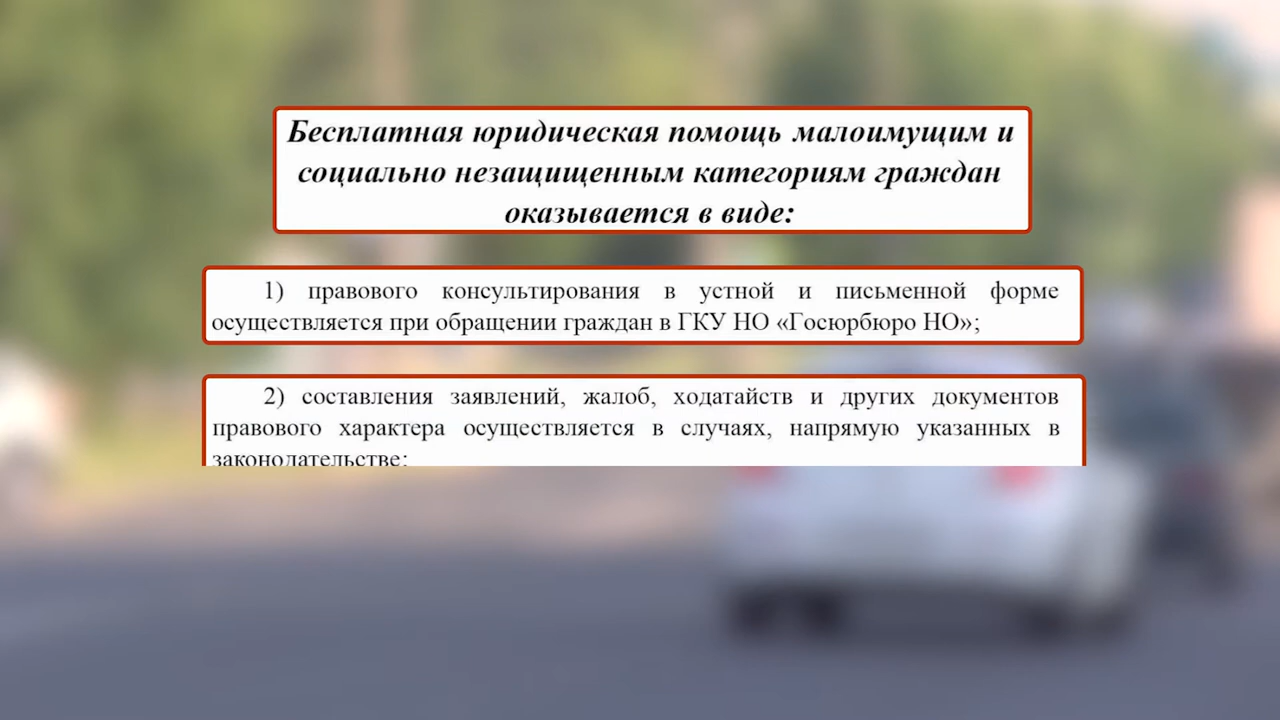 Бесплатная юридическая помощь малоимущим и
социально незащищенным категориям граждан
оказывается в виде:
1) правового консультирования в устной и письменной форме
осуществляется при обращении граждан в ГКУ НО «Госюрбюро НО»;
2) составления заявлений, жалоб, ходатайств и других документов
правового характера осуществляется в случаях, напрямую указанных в
законодательстве;